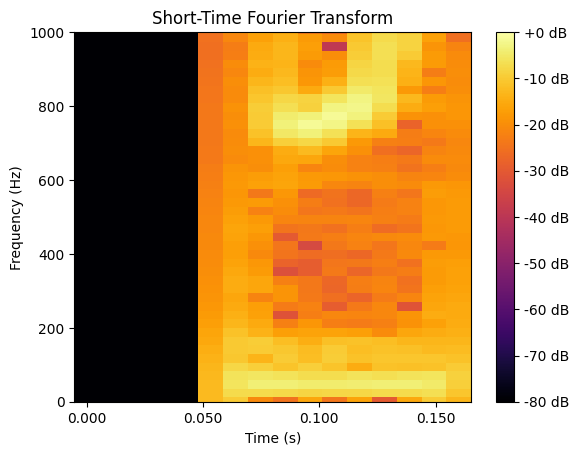 Short-Time Fourier Transform
1000
800
600
400
200
0
Frequency (Hz)
0.000
0.050
0.100
0.150
Time (s)
+0 dB
-10 dB
-20 dB
-30 dB
-40 dB
-50 dB
-60 dB
-70 dB
-80 dB